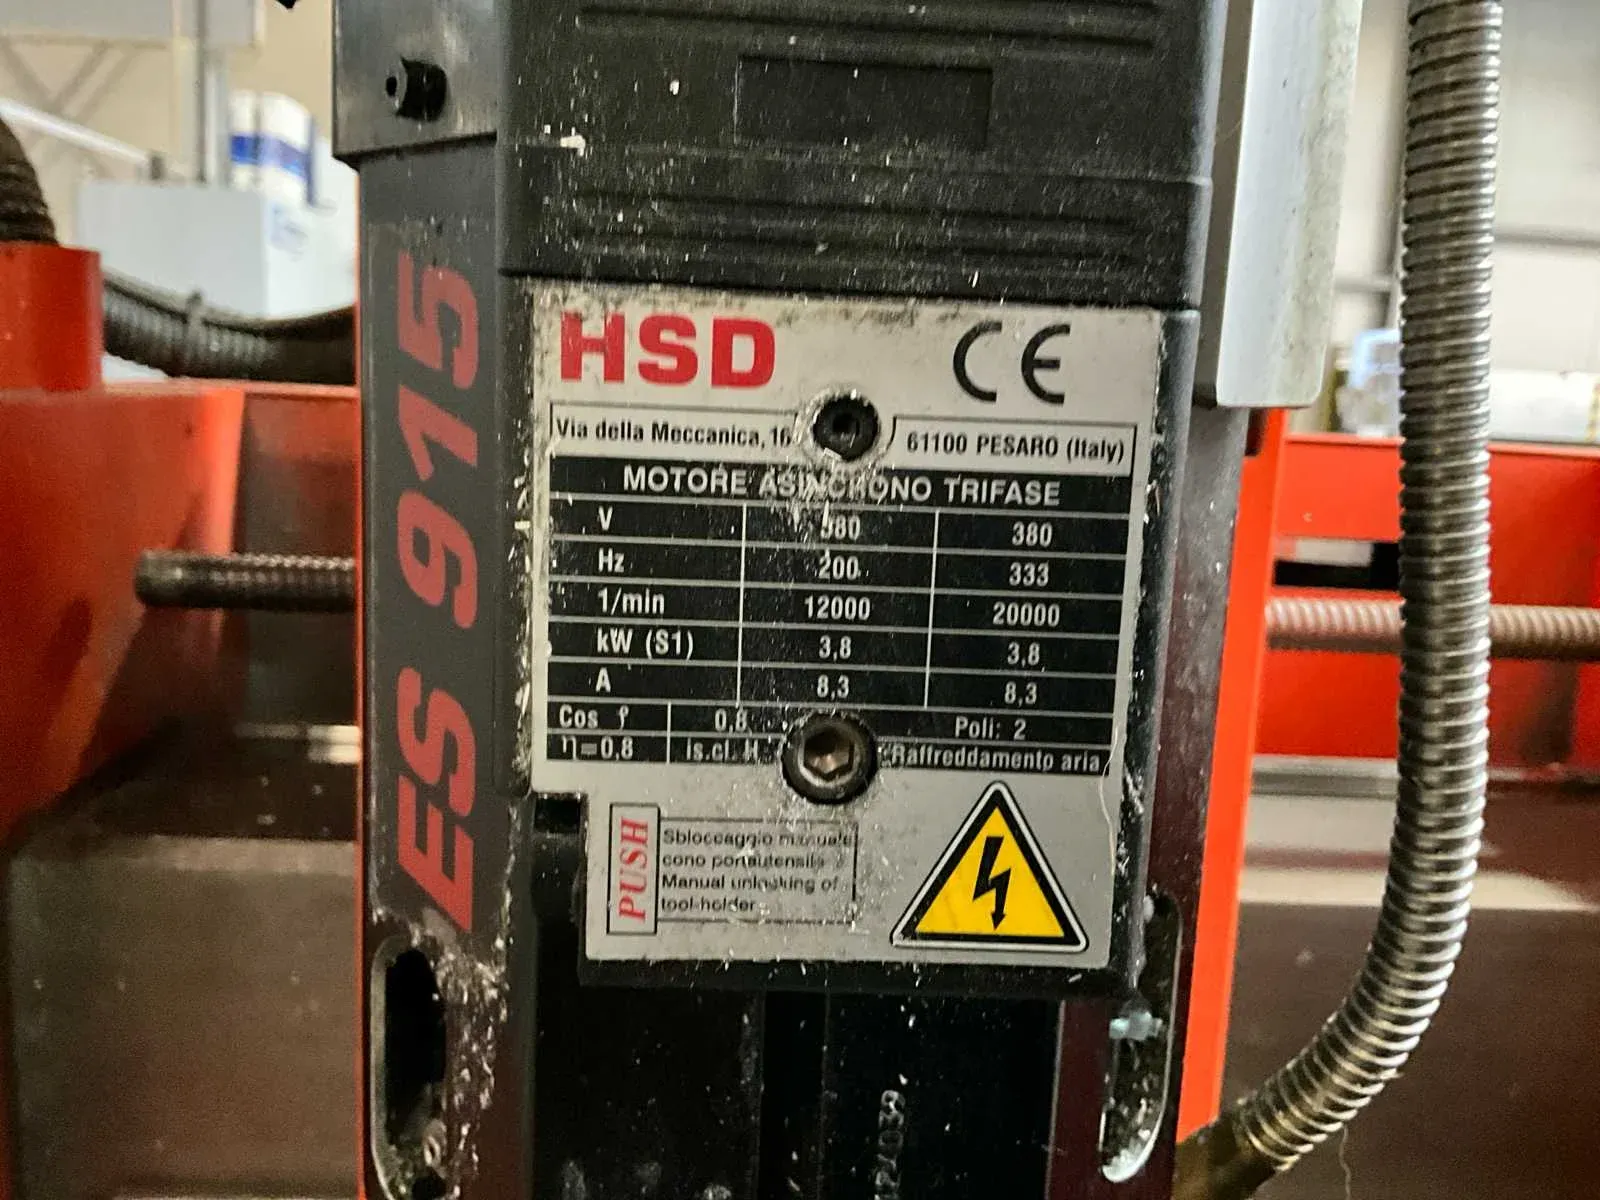 ES 915
HSD CE
Via della Meccanica, 16 61100 PESARO (Italy)
MOTORE ASINCRONO TRIFASE
V 380 380
Hz 200 333
1/min 12000 20000
kW (S1) 3,8 3,8
A 8,3 8,3
Cos φ 0,8 Poli: 2
η=0.8 is.cl. H Raffreddamento aria
PUSH
Sbloccaggio manuale
cono portautensile
Manual unlocking of
tool-holder